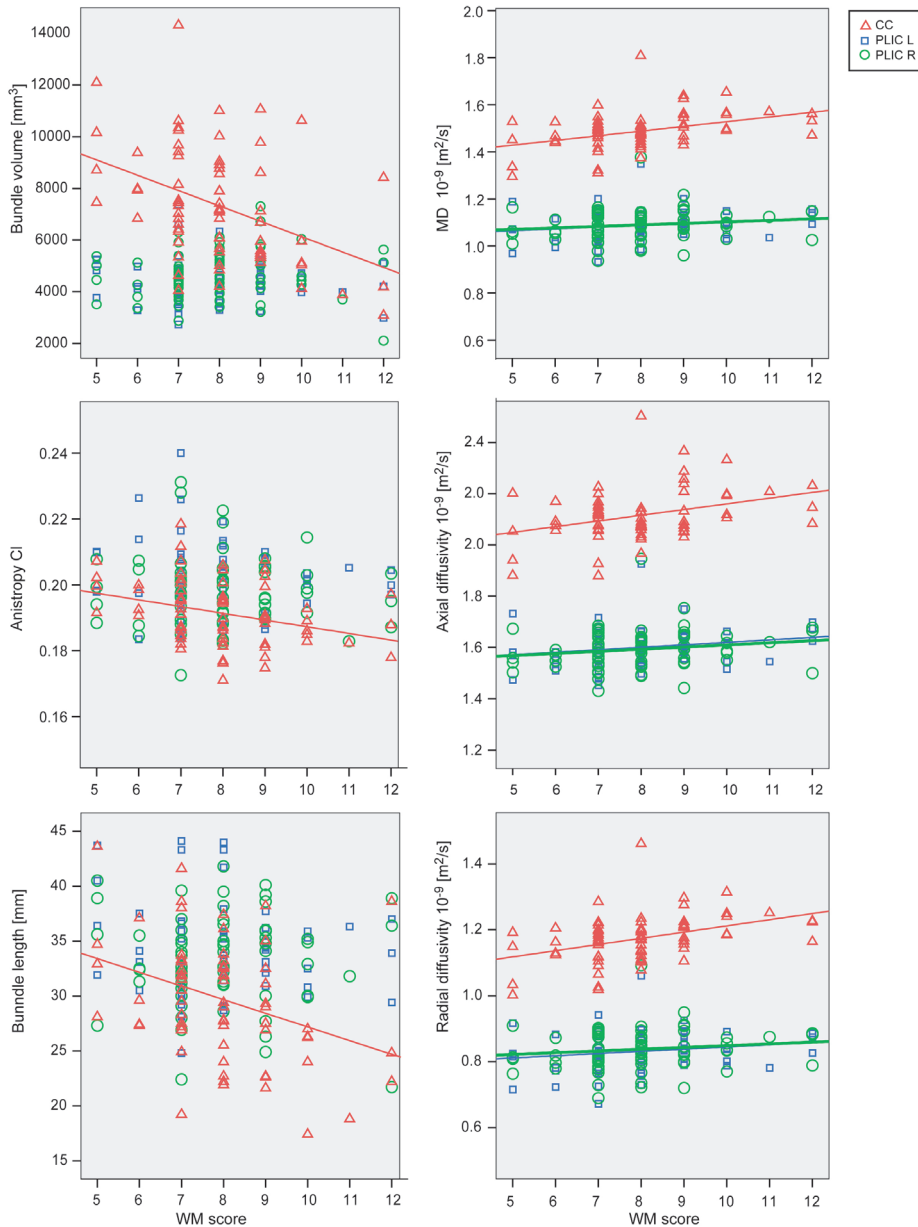 CC
PLIC L
PLIC R
Bundle volume [mm³]
14000
12000
10000
8000
6000
4000
2000
5 6 7 8 9 10 11 12
MD 10⁻⁹ [m²/s]
2.0
1.8
1.6
1.4
1.2
1.0
0.8
0.6
5 6 7 8 9 10 11 12
Anistropy CI
0.24
0.22
0.20
0.18
0.16
5 6 7 8 9 10 11 12
Axial diffusivity 10⁻⁹ [m²/s]
2.4
2.0
2.0
1.8
1.6
1.4
1.2
5 6 7 8 9 10 11 12
Bunndle length [mm]
45
40
35
30
25
20
15
5 6 7 8 9 10 11 12
WM score
Radial diffusivity 10⁻⁹ [m²/s]
1.4
1.2
1.0
0.8
0.6
5 6 7 8 9 10 11 12
WM score